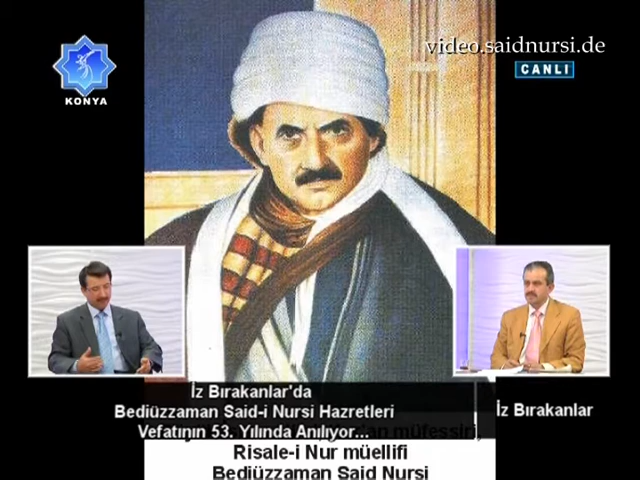 video.saidnursi.de
CANLI
KONYA
İz Bırakanlar'da
Bediüzzaman Said-i Nursi Hazretleri
Vefatının 53. Yılında Anılıyor...
İz Bırakanlar
müfessiri,
Risale-i Nur müellifi
Bediüzzaman Said Nursi